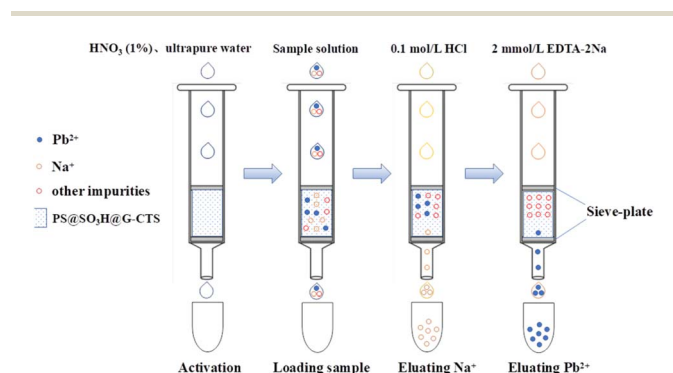 HNO₃ (1%)、ultrapure water
Sample solution
0.1 mol/L HCl
2 mmol/L EDTA-2Na
Pb²⁺
Na⁺
other impurities
PS@SO₃H@G-CTS
Sieve-plate
Activation
Loading sample
Eluating Na⁺
Eluating Pb²⁺